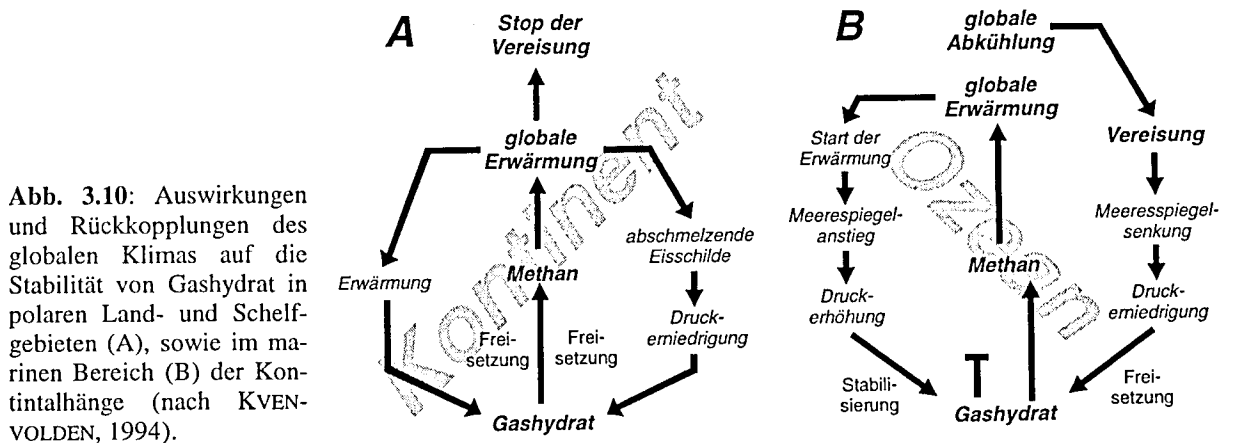 Abb. 3.10: Auswirkungen
und Rückkopplungen des
globalen Klimas auf die
Stabilität von Gashydrat in
polaren Land- und Schelf-
gebieten (A), sowie im ma-
rinen Bereich (B) der Kon-
tintalhänge (nach KVEN-
VOLDEN, 1994).
A
Stop der
Vereisung
globale
Erwärmung
Erwärmung
Methan
abschmelzende
Eisschilde
Druck-
erniedrigung
Frei-
setzung
Frei-
setzung
Gashydrat
Kontinent
B
globale
Abkühlung
globale
Erwärmung
Start der
Erwärmung
Vereisung
Meerespiegel-
anstieg
Meeresspiegel-
senkung
Methan
Druck-
erhöhung
Druck-
erniedrigung
Stabili-
sierung
Frei-
setzung
Gashydrat
Ozean